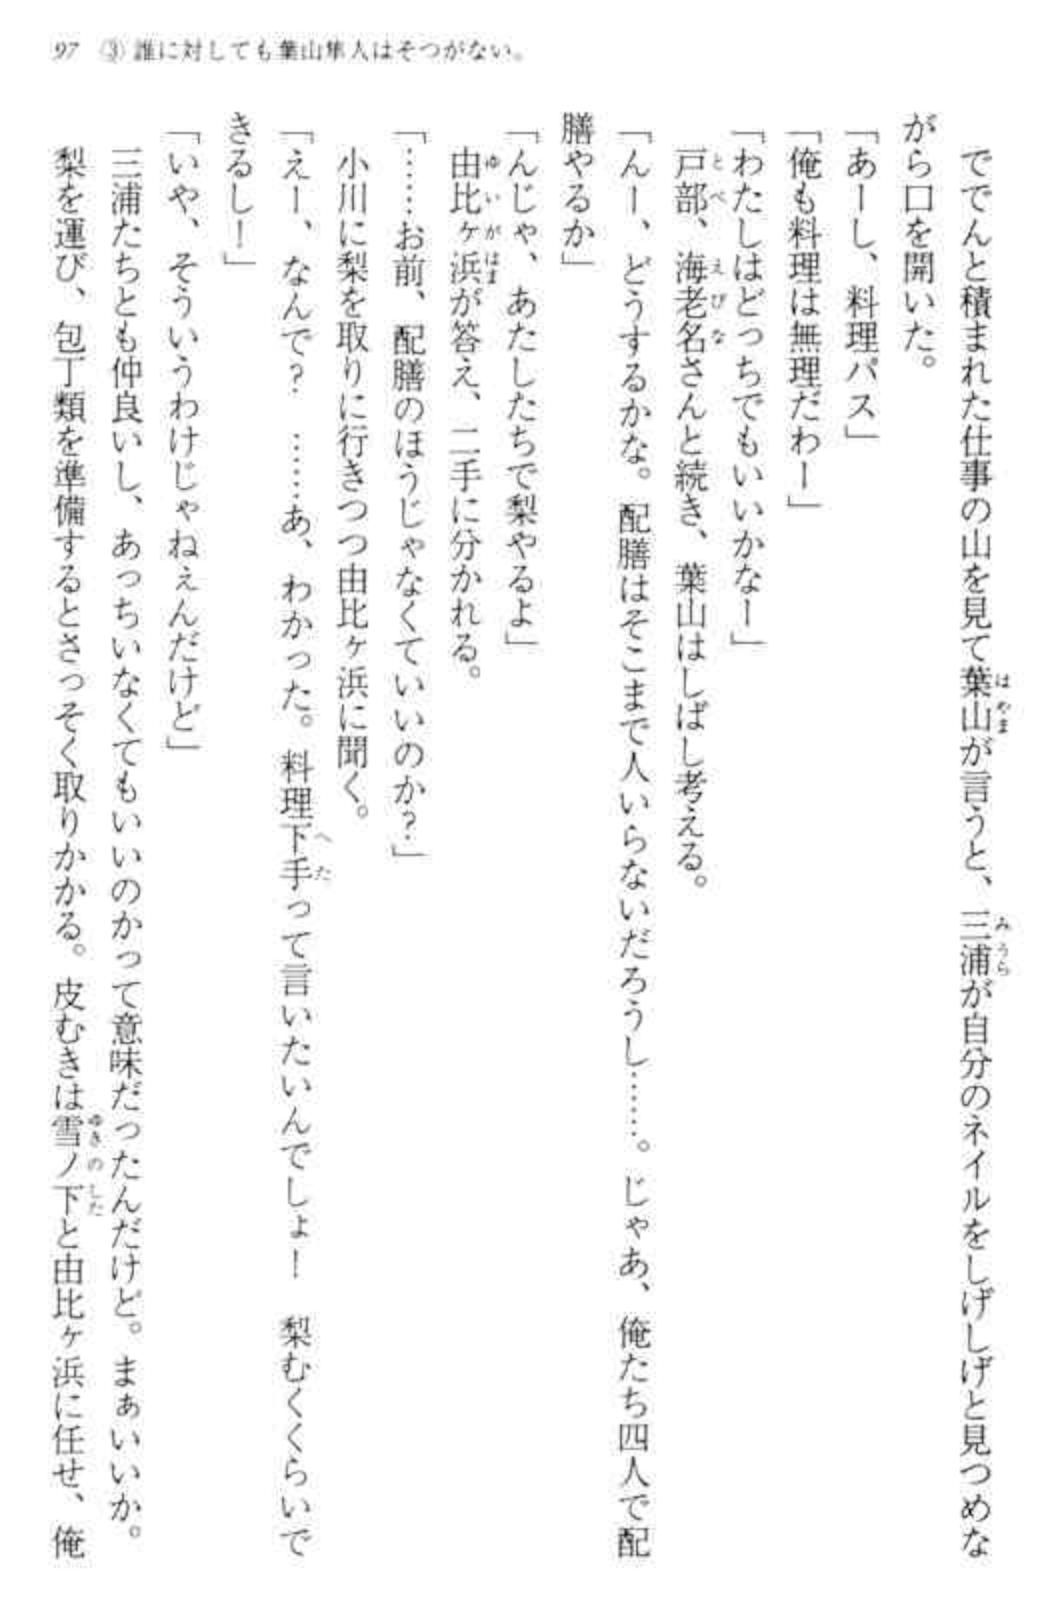 97 ③ 誰に対しても葉山隼人はそつがない。
ででんと積まれた仕事の山を見て葉山が言うと、三浦が自分のネイルをしげしげと見つめな
がら口を開いた。
「あーし、料理パス」
「俺も料理は無理だわー」
「わたしはどっちでもいいかなー」
戸部、海老名さんと続き、葉山はしばし考える。
「んー、どうするかな。配膳はそこまで人いらないだろうし……。じゃあ、俺たち四人で配
膳やるか」
「んじゃ、あたしたちで梨やるよ」
由比ヶ浜が答え、二手に分かれる。
「……お前、配膳のほうじゃなくていいのか?」
小川に梨を取りに行きつつ由比ヶ浜に聞く。
「えー、なんで? ……あ、わかった。料理下手って言いたいんでしょ! 梨むくくらいで
きるし!」
「いや、そういうわけじゃねぇんだけど」
三浦たちとも仲良いし、あっちいなくてもいいのかって意味だったんだけど。まぁいいか。
梨を運び、包丁類を準備するとさっそく取りかかる。皮むきは雪ノ下と由比ヶ浜に任せ、俺